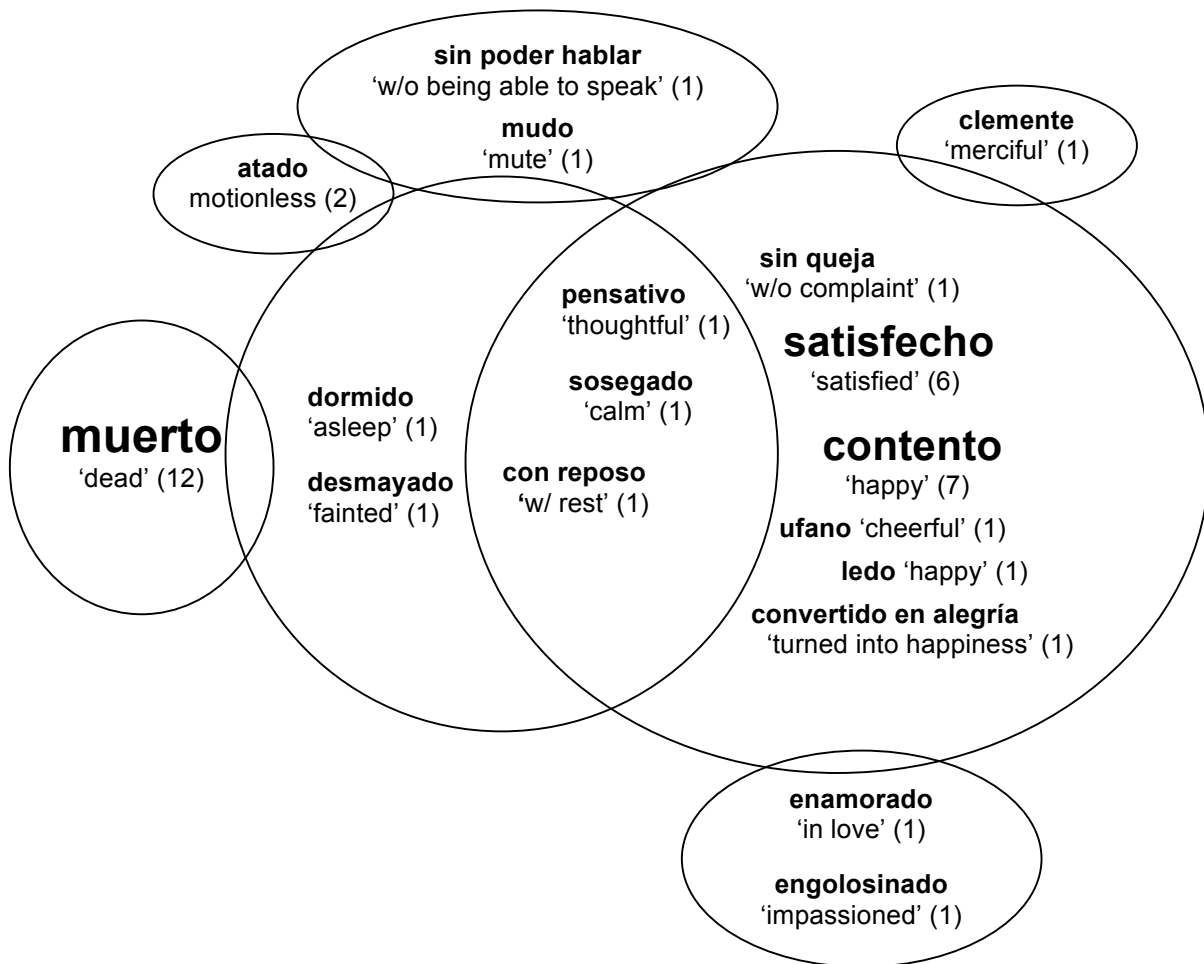 sin poder hablar
‘w/o being able to speak’ (1)
mudo
‘mute’ (1)
clemente
‘merciful’ (1)
atado
motionless (2)
sin queja
‘w/o complaint’ (1)
pensativo
‘thoughtful’ (1)
satisfecho
‘satisfied’ (6)
sosegado
‘calm’ (1)
dormido
‘asleep’ (1)
muerto
‘dead’ (12)
contento
‘happy’ (7)
desmayado
‘fainted’ (1)
con reposo
‘w/ rest’ (1)
ufano ‘cheerful’ (1)
ledo ‘happy’ (1)
convertido en alegría
‘turned into happiness’ (1)
enamorado
‘in love’ (1)
engolosinado
‘impassioned’ (1)